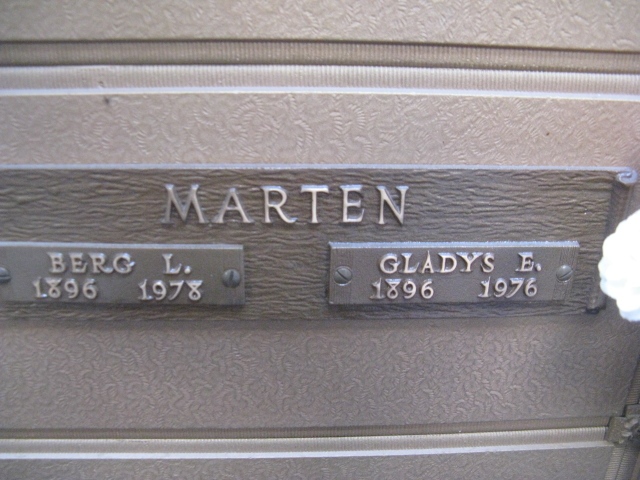 MARTEN
BERG L.
1896 1978
GLADYS E.
1896 1976